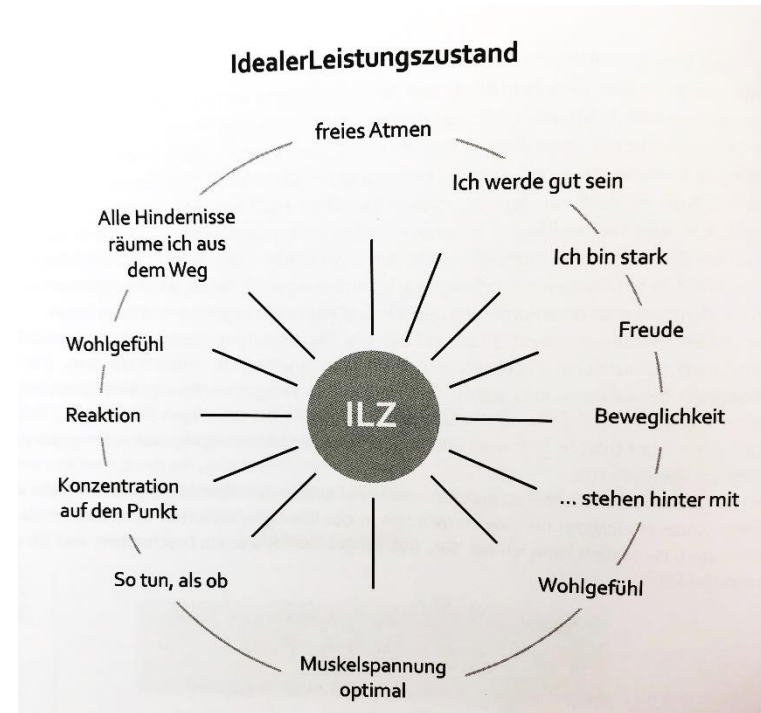 IdealerLeistungszustand
freies Atmen
Ich werde gut sein
Ich bin stark
Freude
Beweglichkeit
... stehen hinter mit
Wohlgefühl
Muskelspannung
optimal
So tun, als ob
Konzentration
auf den Punkt
Reaktion
Wohlgefühl
Alle Hindernisse
räume ich aus
dem Weg
ILZ